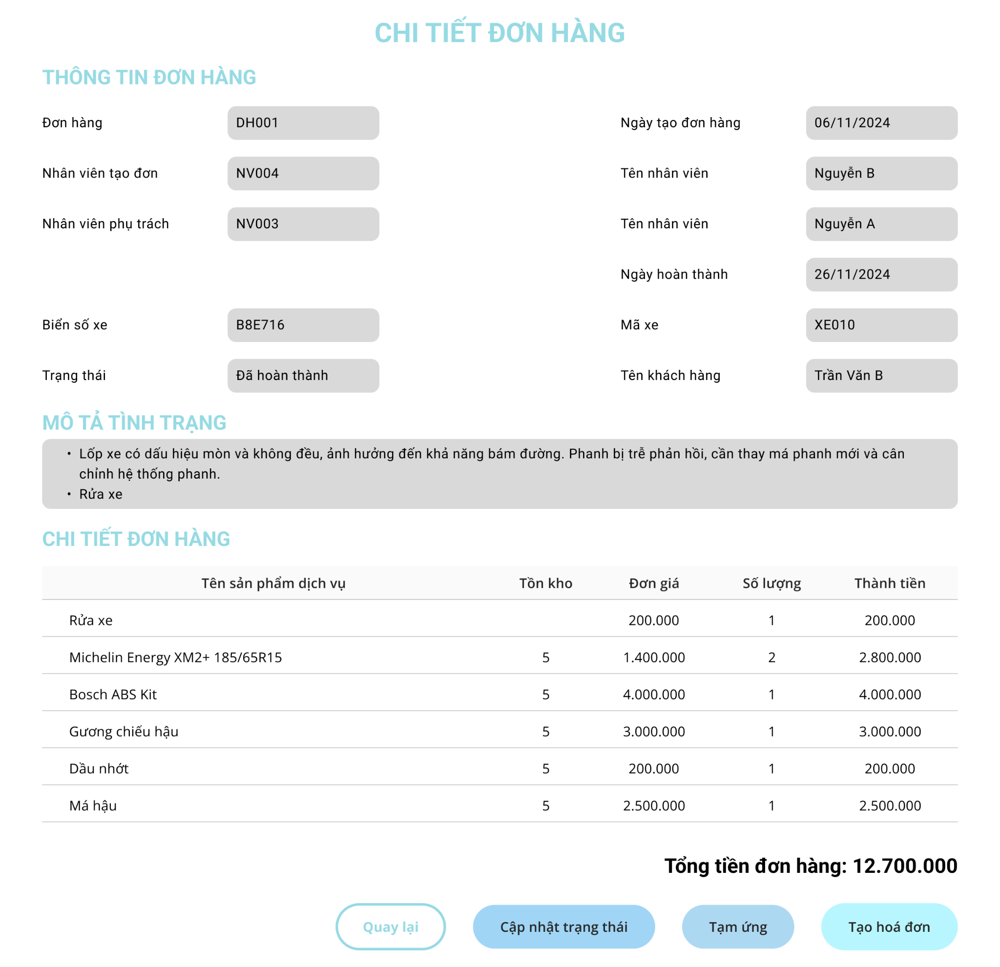 CHI TIẾT ĐƠN HÀNG
THÔNG TIN ĐƠN HÀNG
Đơn hàng DH001 Ngày tạo đơn hàng 06/11/2024
Nhân viên tạo đơn NV004 Tên nhân viên Nguyễn B
Nhân viên phụ trách NV003 Tên nhân viên Nguyễn A
Ngày hoàn thành 26/11/2024
Biển số xe B8E716 Mã xe XE010
Trạng thái Đã hoàn thành Tên khách hàng Trần Văn B
MÔ TẢ TÌNH TRẠNG
• Lốp xe có dấu hiệu mòn và không đều, ảnh hưởng đến khả năng bám đường. Phanh bị trễ phản hồi, cần thay má phanh mới và cân
chỉnh hệ thống phanh.
• Rửa xe
CHI TIẾT ĐƠN HÀNG
Tên sản phẩm dịch vụ Tồn kho Đơn giá Số lượng Thành tiền
Rửa xe 200.000 1 200.000
Michelin Energy XM2+ 185/65R15 5 1.400.000 2 2.800.000
Bosch ABS Kit 5 4.000.000 1 4.000.000
Gương chiếu hậu 5 3.000.000 1 3.000.000
Dầu nhớt 5 200.000 1 200.000
Má hậu 5 2.500.000 1 2.500.000
Tổng tiền đơn hàng: 12.700.000
Quay lại Cập nhật trạng thái Tạm ứng Tạo hoá đơn